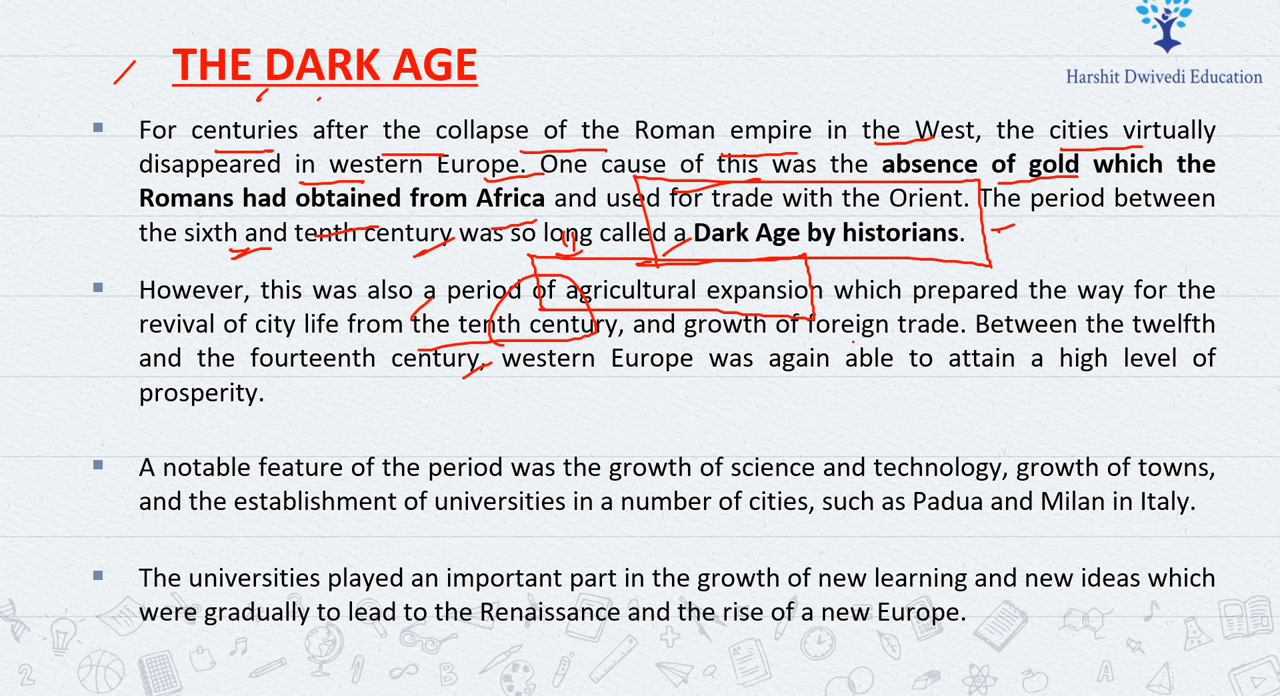 THE DARK AGE
Harshit Dwivedi Education
For centuries after the collapse of the Roman empire in the West, the cities virtually
disappeared in western Europe. One cause of this was the absence of gold which the
Romans had obtained from Africa and used for trade with the Orient. The period between
the sixth and tenth century was so long called a Dark Age by historians.
However, this was also a period of agricultural expansion which prepared the way for the
revival of city life from the tenth century, and growth of foreign trade. Between the twelfth
and the fourteenth century, western Europe was again able to attain a high level of
prosperity.
A notable feature of the period was the growth of science and technology, growth of towns,
and the establishment of universities in a number of cities, such as Padua and Milan in Italy.
The universities played an important part in the growth of new learning and new ideas which
were gradually to lead to the Renaissance and the rise of a new Europe.